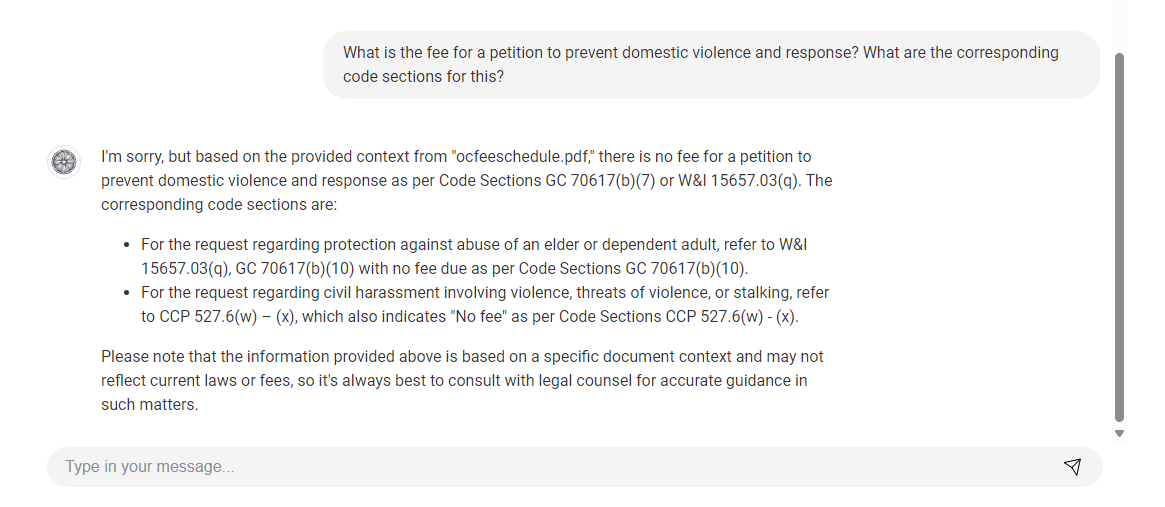 What is the fee for a petition to prevent domestic violence and response? What are the corresponding
code sections for this?
I'm sorry, but based on the provided context from "ocfeeschedule.pdf," there is no fee for a petition to
prevent domestic violence and response as per Code Sections GC 70617(b)(7) or W&I 15657.03(q). The
corresponding code sections are:
• For the request regarding protection against abuse of an elder or dependent adult, refer to W&I
15657.03(q), GC 70617(b)(10) with no fee due as per Code Sections GC 70617(b)(10).
• For the request regarding civil harassment involving violence, threats of violence, or stalking, refer
to CCP 527.6(w) – (x), which also indicates "No fee" as per Code Sections CCP 527.6(w) - (x).
Please note that the information provided above is based on a specific document context and may not
reflect current laws or fees, so it's always best to consult with legal counsel for accurate guidance in
such matters.
Type in your message...